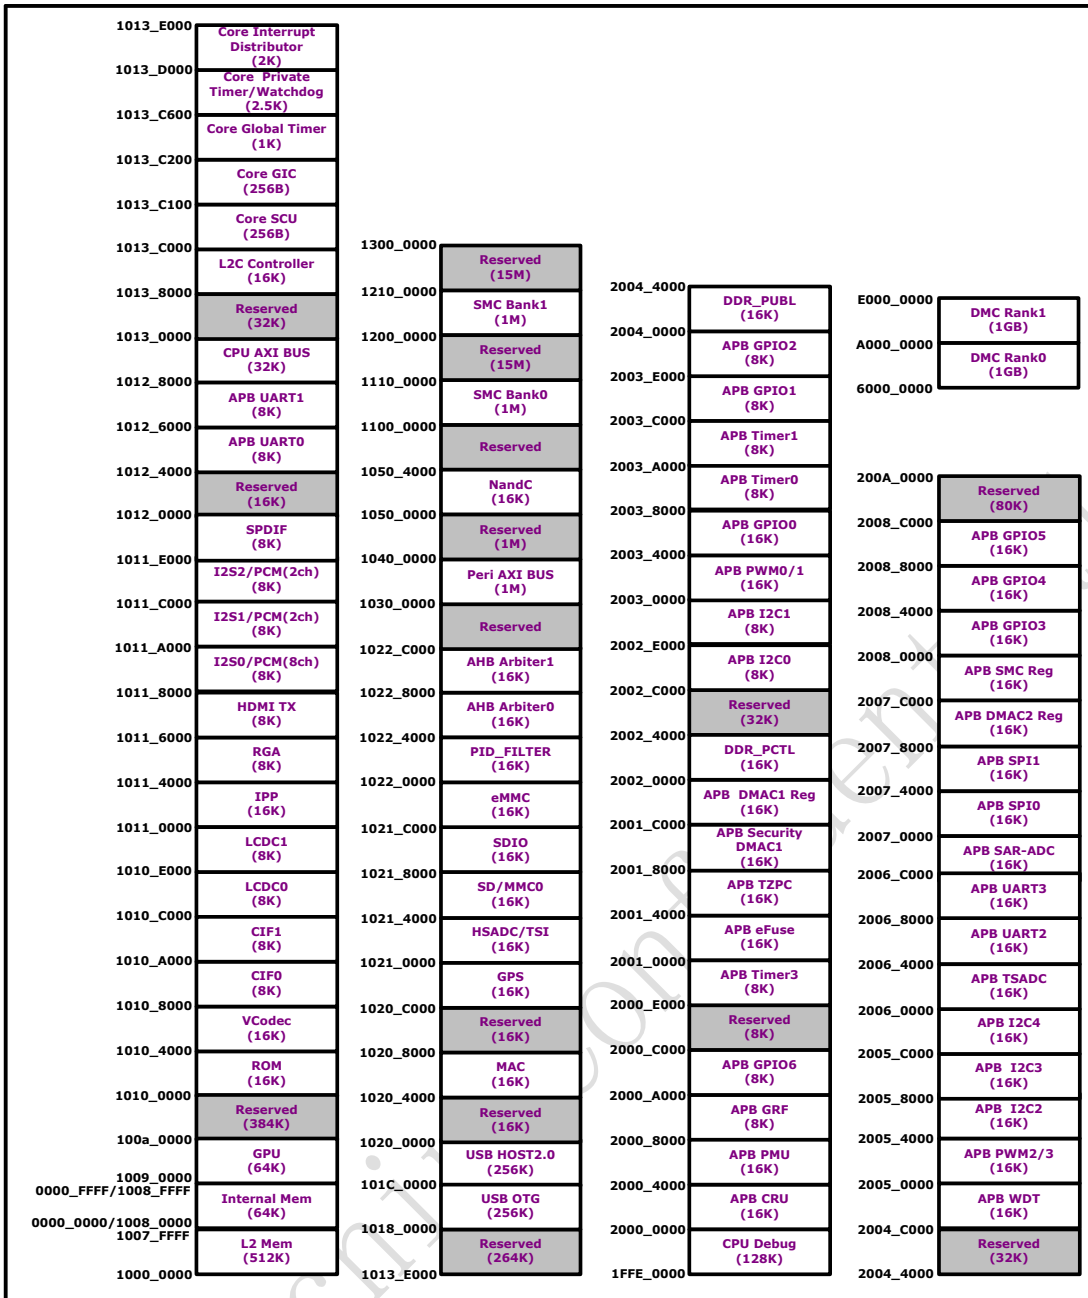 1013_E000
Core Interrupt
Distributor
(2K)
1013_D000
Core Private
Timer/Watchdog
(2.5K)
1013_C600
Core Global Timer
(1K)
1013_C200
Core GIC
(256B)
1013_C100
Core SCU
(256B)
1013_C000
L2C Controller
(16K)
1013_8000
Reserved
(32K)
1013_0000
CPU AXI BUS
(32K)
1012_8000
APB UART1
(8K)
1012_6000
APB UART0
(8K)
1012_4000
Reserved
(16K)
1012_0000
SPDIF
(8K)
1011_E000
I2S2/PCM(2ch)
(8K)
1011_C000
I2S1/PCM(2ch)
(8K)
1011_A000
I2S0/PCM(8ch)
(8K)
1011_8000
HDMI TX
(8K)
1011_6000
RGA
(8K)
1011_4000
IPP
(16K)
1011_0000
LCDC1
(8K)
1010_E000
LCDC0
(8K)
1010_C000
CIF1
(8K)
1010_A000
CIF0
(8K)
1010_8000
VCodec
(16K)
1010_4000
ROM
(16K)
1010_0000
Reserved
(384K)
100a_0000
GPU
(64K)
1009_0000
0000_FFFF/1008_FFFF
Internal Mem
(64K)
0000_0000/1008_0000
1007_FFFF
L2 Mem
(512K)
1000_0000
1300_0000
Reserved
(15M)
1210_0000
SMC Bank1
(1M)
1200_0000
Reserved
(15M)
1110_0000
SMC Bank0
(1M)
1100_0000
Reserved
1050_4000
NandC
(16K)
1050_0000
Reserved
(1M)
1040_0000
Peri AXI BUS
(1M)
1030_0000
Reserved
1022_C000
AHB Arbiter1
(16K)
1022_8000
AHB Arbiter0
(16K)
1022_4000
PID_FILTER
(16K)
1022_0000
eMMC
(16K)
1021_C000
SDIO
(16K)
1021_8000
SD/MMC0
(16K)
1021_4000
HSADC/TSI
(16K)
1021_0000
GPS
(16K)
1020_C000
Reserved
(16K)
1020_8000
MAC
(16K)
1020_4000
Reserved
(16K)
1020_0000
USB HOST2.0
(256K)
101C_0000
USB OTG
(256K)
1018_0000
Reserved
(264K)
1013_E000
2004_4000
DDR_PUBL
(16K)
2004_0000
APB GPIO2
(8K)
2003_E000
APB GPIO1
(8K)
2003_C000
APB Timer1
(8K)
2003_A000
APB Timer0
(8K)
2003_8000
APB GPIO0
(16K)
2003_4000
APB PWM0/1
(16K)
2003_0000
APB I2C1
(8K)
2002_E000
APB I2C0
(8K)
2002_C000
Reserved
(32K)
2002_4000
DDR_PCTL
(16K)
2002_0000
APB DMAC1 Reg
(16K)
2001_C000
APB Security
DMAC1
(16K)
2001_8000
APB TZPC
(16K)
2001_4000
APB eFuse
(16K)
2001_0000
APB Timer3
(8K)
2000_E000
Reserved
(8K)
2000_C000
APB GPIO6
(8K)
2000_A000
APB GRF
(8K)
2000_8000
APB PMU
(16K)
2000_4000
APB CRU
(16K)
2000_0000
CPU Debug
(128K)
1FFE_0000
E000_0000
DMC Rank1
(1GB)
A000_0000
DMC Rank0
(1GB)
6000_0000
200A_0000
Reserved
(80K)
2008_C000
APB GPIO5
(16K)
2008_8000
APB GPIO4
(16K)
2008_4000
APB GPIO3
(16K)
2008_0000
APB SMC Reg
(16K)
2007_C000
APB DMAC2 Reg
(16K)
2007_8000
APB SPI1
(16K)
2007_4000
APB SPI0
(16K)
2007_0000
APB SAR-ADC
(16K)
2006_C000
APB UART3
(16K)
2006_8000
APB UART2
(16K)
2006_4000
APB TSADC
(16K)
2006_0000
APB I2C4
(16K)
2005_C000
APB I2C3
(16K)
2005_8000
APB I2C2
(16K)
2005_4000
APB PWM2/3
(16K)
2005_0000
APB WDT
(16K)
2004_C000
Reserved
(32K)
2004_4000